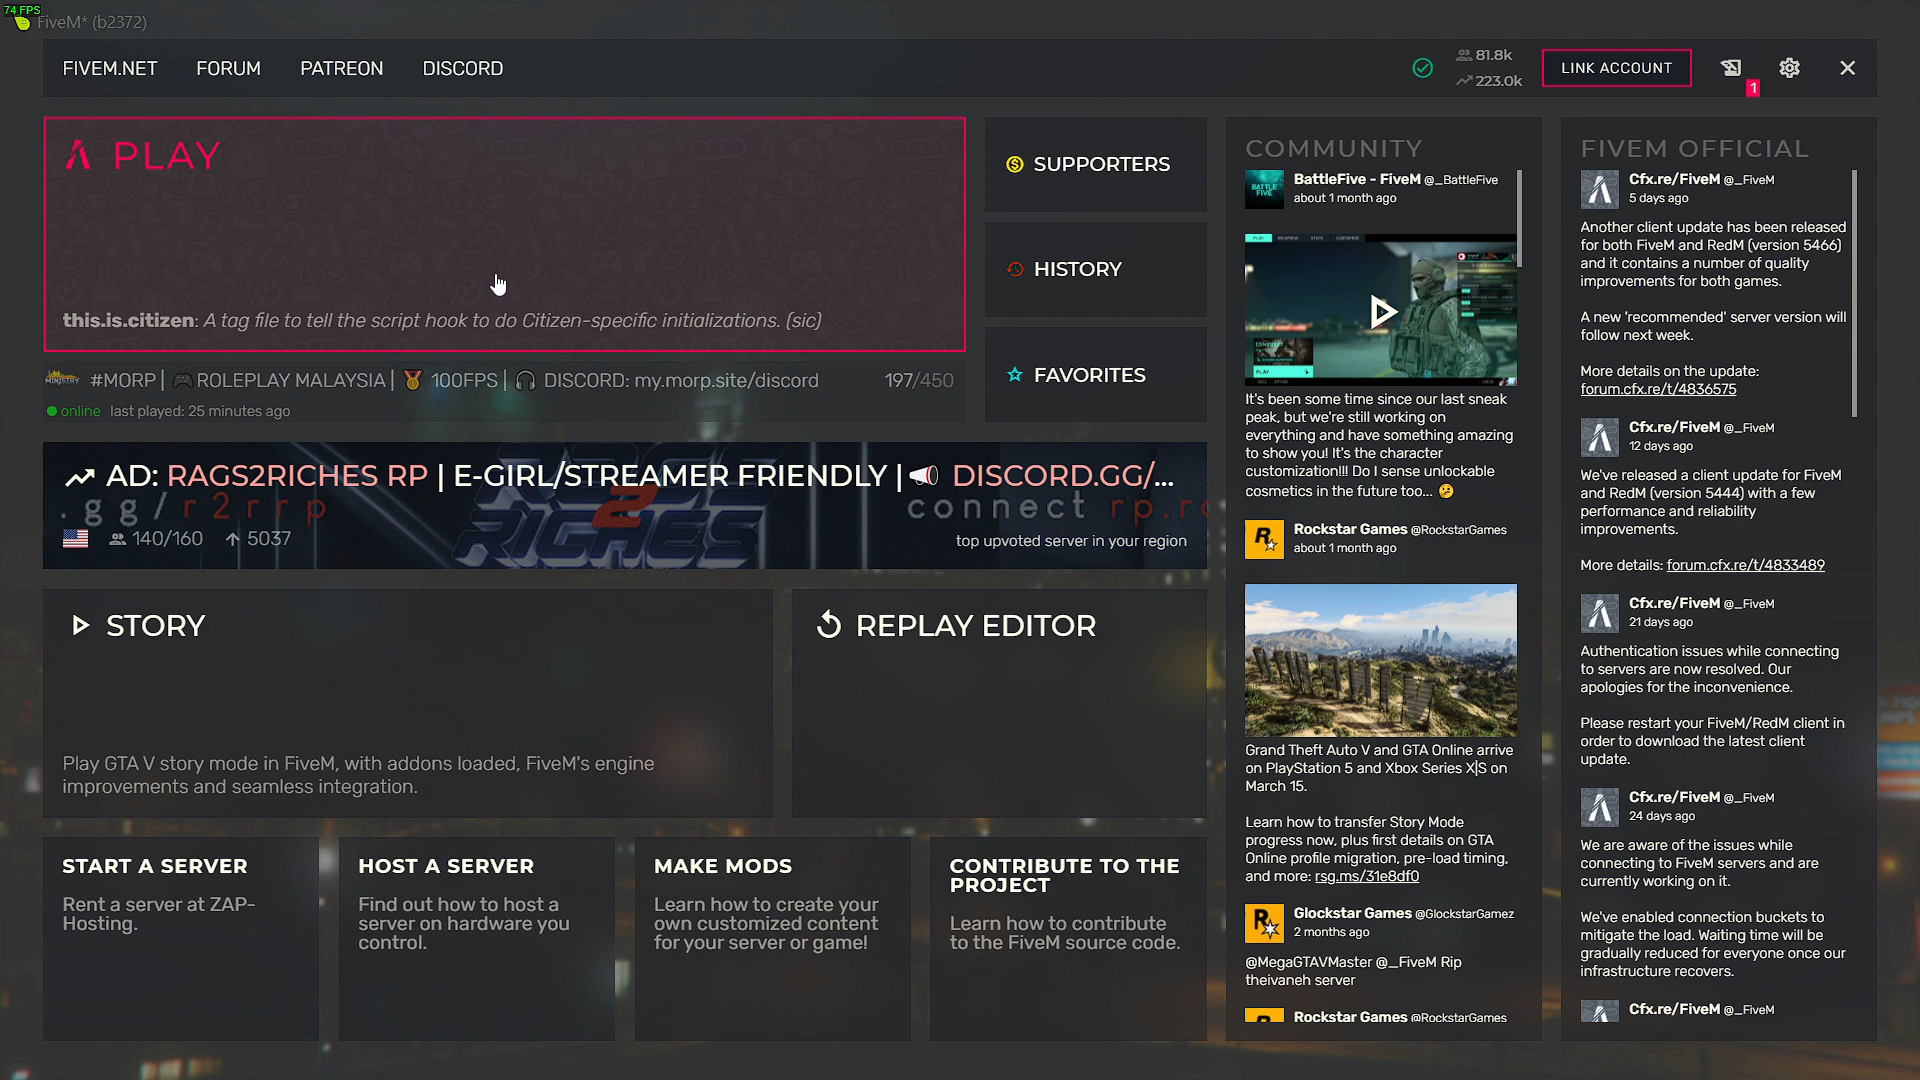 74 FPS
FiveM* (b2372)
FIVEM.NET
FORUM
PATREON
DISCORD
81.8k
223.0k
LINK ACCOUNT
1
PLAY
this.is.citizen: A tag file to tell the script hook to do Citizen-specific initializations. (sic)
#MORP | ROLEPLAY MALAYSIA | 100FPS | DISCORD: my.morp.site/discord
197/450
online last played: 25 minutes ago
SUPPORTERS
HISTORY
FAVORITES
AD: RAGS2RICHES RP | E-GIRL/STREAMER FRIENDLY | DISCORD.GG/...
.gg/r2rrp
2
RICHES
connect rp.r
140/160
5037
top upvoted server in your region
STORY
Play GTA V story mode in FiveM, with addons loaded, FiveM's engine
improvements and seamless integration.
REPLAY EDITOR
START A SERVER
Rent a server at ZAP-
Hosting.
HOST A SERVER
Find out how to host a
server on hardware you
control.
MAKE MODS
Learn how to create your
own customized content
for your server or game!
CONTRIBUTE TO THE
PROJECT
Learn how to contribute
to the FiveM source code.
COMMUNITY
BATTLE
FIVE
BattleFive - FiveM @_BattleFive
about 1 month ago
PLAY
It's been some time since our last sneak
peak, but we're still working on
everything and have something amazing
to show you! It's the character
customization!!! Do I sense unlockable
cosmetics in the future too...
Rockstar Games @RockstarGames
about 1 month ago
Grand Theft Auto V and GTA Online arrive
on PlayStation 5 and Xbox Series X|S on
March 15.
Learn how to transfer Story Mode
progress now, plus first details on GTA
Online profile migration, pre-load timing,
and more: rsg.ms/31e8df0
Glockstar Games @GlockstarGamez
2 months ago
@MegaGTAVMaster @_FiveM Rip
theivaneh server
Rockstar Games @RockstarGames
FIVEM OFFICIAL
Cfx.re/FiveM @_FiveM
5 days ago
Another client update has been released
for both FiveM and RedM (version 5466)
and it contains a number of quality
improvements for both games.
A new 'recommended' server version will
follow next week.
More details on the update:
forum.cfx.re/t/4836575
Cfx.re/FiveM @_FiveM
12 days ago
We've released a client update for FiveM
and RedM (version 5444) with a few
performance and reliability
improvements.
More details: forum.cfx.re/t/4833489
Cfx.re/FiveM @_FiveM
21 days ago
Authentication issues while connecting
to servers are now resolved. Our
apologies for the inconvenience.
Please restart your FiveM/RedM client in
order to download the latest client
update.
Cfx.re/FiveM @_FiveM
24 days ago
We are aware of the issues while
connecting to FiveM servers and are
currently working on it.
We've enabled connection buckets to
mitigate the load. Waiting time will be
gradually reduced for everyone once our
infrastructure recovers.
Cfx.re/FiveM @_FiveM